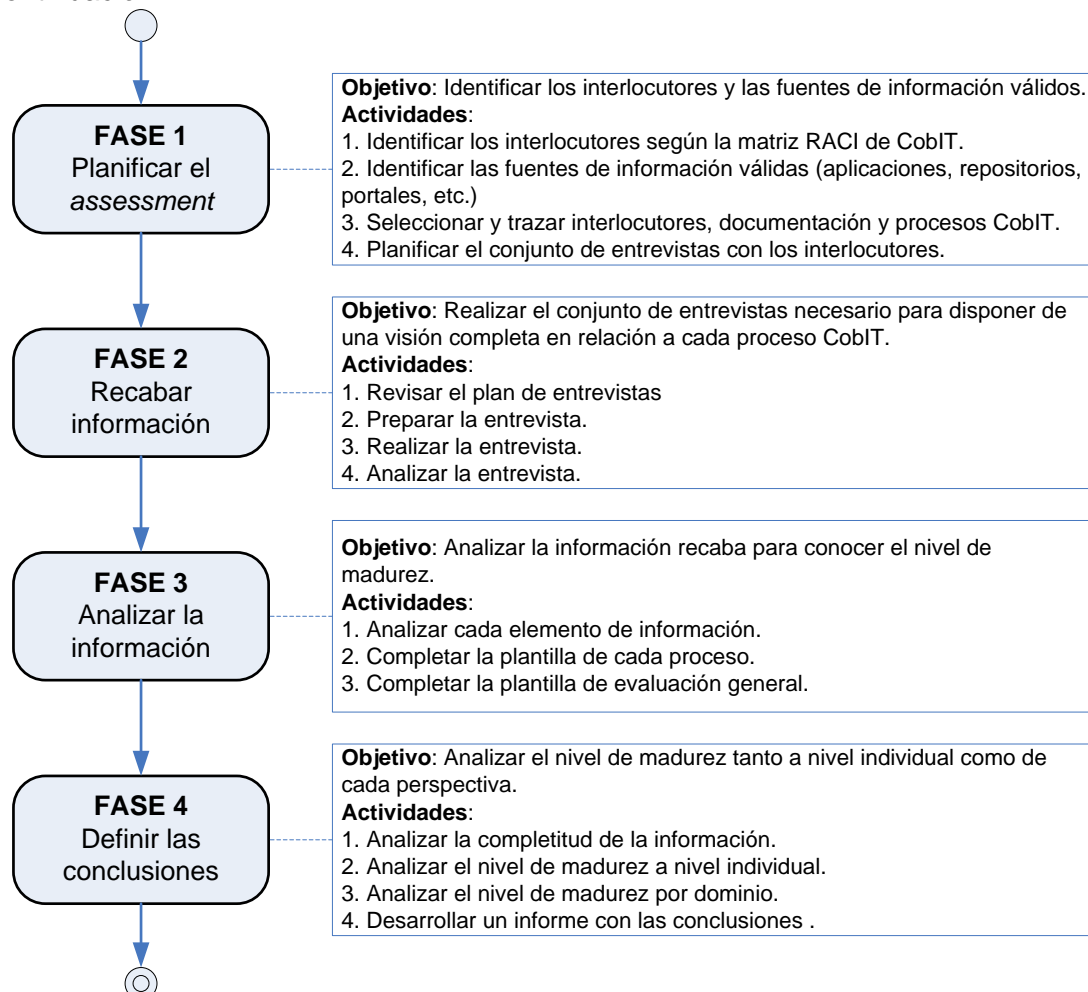 FASE 1
Planificar el
assessment
Objetivo: Identificar los interlocutores y las fuentes de información válidos.
Actividades:
1. Identificar los interlocutores según la matriz RACI de CobIT.
2. Identificar las fuentes de información válidas (aplicaciones, repositorios,
portales, etc.)
3. Seleccionar y trazar interlocutores, documentación y procesos CobIT.
4. Planificar el conjunto de entrevistas con los interlocutores.
FASE 2
Recabar
información
Objetivo: Realizar el conjunto de entrevistas necesario para disponer de
una visión completa en relación a cada proceso CobIT.
Actividades:
1. Revisar el plan de entrevistas
2. Preparar la entrevista.
3. Realizar la entrevista.
4. Analizar la entrevista.
FASE 3
Analizar la
información
Objetivo: Analizar la información recaba para conocer el nivel de
madurez.
Actividades:
1. Analizar cada elemento de información.
2. Completar la plantilla de cada proceso.
3. Completar la plantilla de evaluación general.
FASE 4
Definir las
conclusiones
Objetivo: Analizar el nivel de madurez tanto a nivel individual como de
cada perspectiva.
Actividades:
1. Analizar la completitud de la información.
2. Analizar el nivel de madurez a nivel individual.
3. Analizar el nivel de madurez por dominio.
4. Desarrollar un informe con las conclusiones .